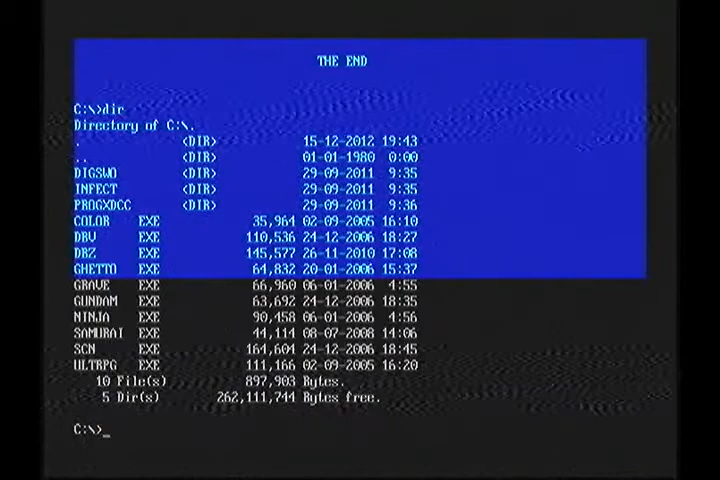 THE END
C:\>dir
Directory of C:\.
. <DIR> 15-12-2012 19:43
.. <DIR> 01-01-1980 0:00
DIGSWO <DIR> 29-09-2011 9:35
INFECT <DIR> 29-09-2011 9:35
PROGXDCC <DIR> 29-09-2011 9:36
COLOR EXE 35,964 02-09-2005 16:10
DBV EXE 110,536 24-12-2006 18:27
DBZ EXE 145,577 26-11-2010 17:08
GHETTO EXE 64,832 20-01-2006 15:37
GRAVE EXE 66,960 06-01-2006 4:55
GUNDAM EXE 63,692 24-12-2006 18:35
NINJA EXE 90,458 06-01-2006 4:56
SAMURAI EXE 44,114 08-07-2008 14:06
SCN EXE 164,604 24-12-2006 18:45
ULTRPG EXE 111,166 02-09-2005 16:20
10 File(s) 897,903 Bytes.
5 Dir(s) 262,111,744 Bytes free.
C:\>_